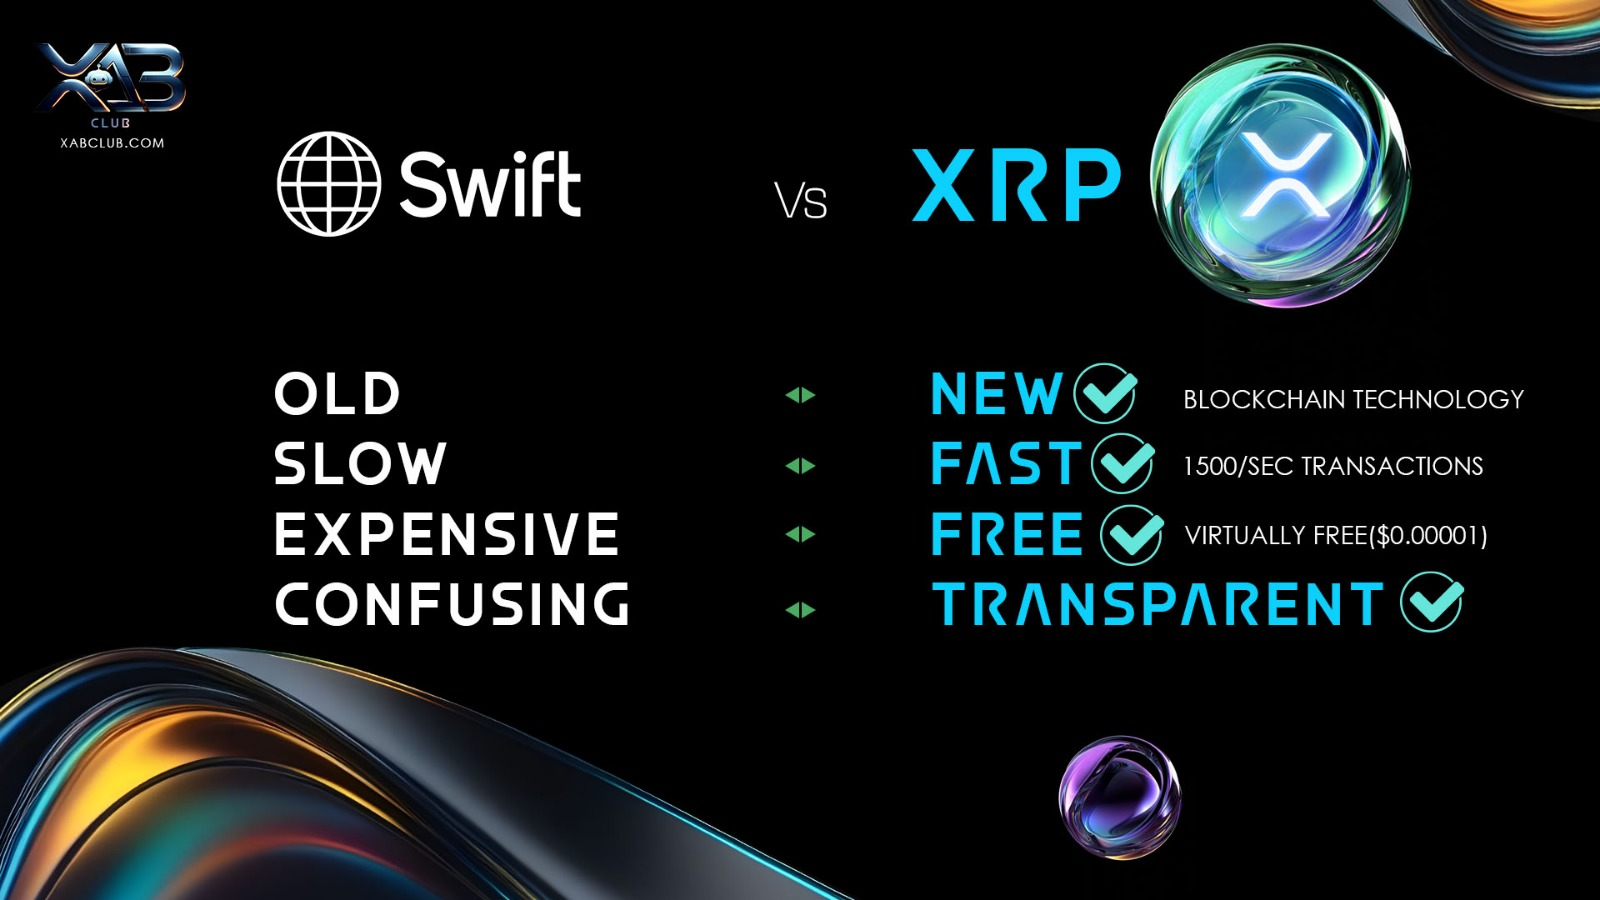 XAB
CLUB
XABCLUB.COM
Swift
Vs
XRP
OLD
NEW
BLOCKCHAIN TECHNOLOGY
SLOW
FAST
1500/SEC TRANSACTIONS
EXPENSIVE
FREE
VIRTUALLY FREE($0.00001)
CONFUSING
TRANSPARENT